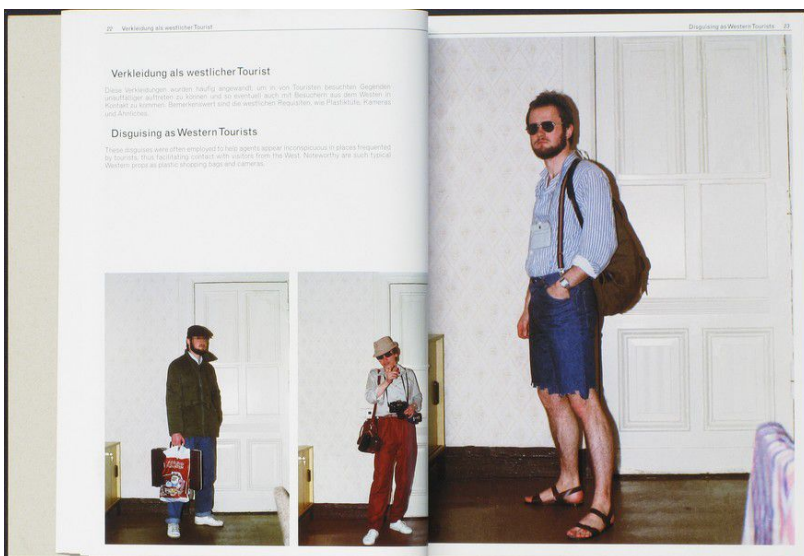 22 Verkleidung als westlicher Tourist
Disguising as Western Tourists 23
Verkleidung als westlicher Tourist
Diese Verkleidungen wurden häufig angewandt, um in von Touristen besuchten Gegenden
unauffälliger auftreten zu können und so eventuell auch mit Besuchern aus dem Westen in
Kontakt zu kommen. Bemerkenswert sind die westlichen Requisiten, wie Plastiktüte, Kameras
und Ähnliches.
Disguising as Western Tourists
These disguises were often employed to help agents appear inconspicuous in places frequented
by tourists, thus facilitating contact with visitors from the West. Noteworthy are such typical
Western props as plastic shopping bags and cameras.